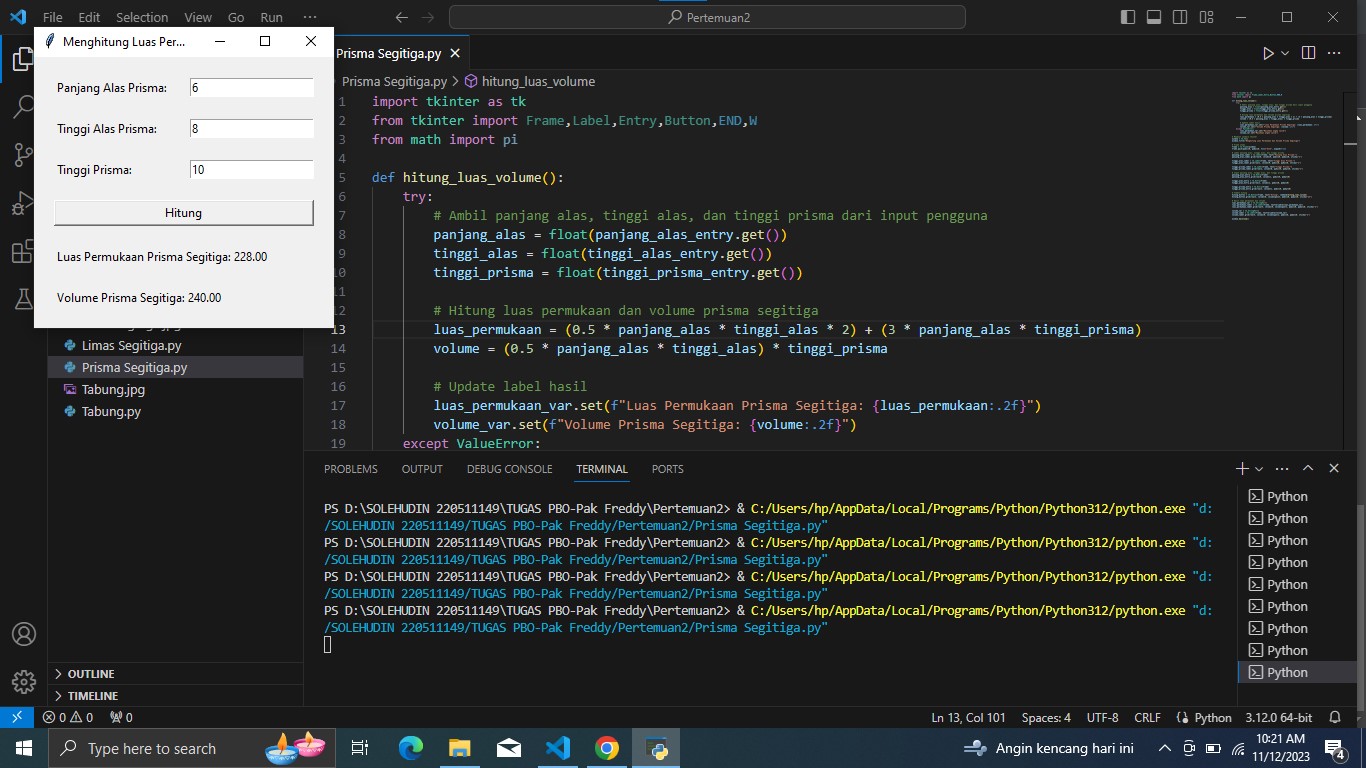 File Edit Selection View Go Run ···
Pertemuan2
Menghitung Luas Per...
Panjang Alas Prisma: 6
Tinggi Alas Prisma: 8
Tinggi Prisma: 10
Hitung
Luas Permukaan Prisma Segitiga: 228.00
Volume Prisma Segitiga: 240.00
Limas Segitiga.py
Prisma Segitiga.py
Tabung.jpg
Tabung.py
OUTLINE
TIMELINE
Prisma Segitiga.py
Prisma Segitiga.py > hitung_luas_volume
1 import tkinter as tk
2 from tkinter import Frame,Label,Entry,Button,END,W
3 from math import pi
4
5 def hitung_luas_volume():
6 try:
7 # Ambil panjang alas, tinggi alas, dan tinggi prisma dari input pengguna
8 panjang_alas = float(panjang_alas_entry.get())
9 tinggi_alas = float(tinggi_alas_entry.get())
10 tinggi_prisma = float(tinggi_prisma_entry.get())
11
12 # Hitung luas permukaan dan volume prisma segitiga
13 luas_permukaan = (0.5 * panjang_alas * tinggi_alas * 2) + (3 * panjang_alas * tinggi_prisma)
14 volume = (0.5 * panjang_alas * tinggi_alas) * tinggi_prisma
15
16 # Update label hasil
17 luas_permukaan_var.set(f"Luas Permukaan Prisma Segitiga: {luas_permukaan:.2f}")
18 volume_var.set(f"Volume Prisma Segitiga: {volume:.2f}")
19 except ValueError:
PROBLEMS OUTPUT DEBUG CONSOLE TERMINAL PORTS
PS D:\SOLEHUDIN 220511149\TUGAS PBO-Pak Freddy\Pertemuan2> & C:/Users/hp/AppData/Local/Programs/Python/Python312/python.exe "d:
/SOLEHUDIN 220511149/TUGAS PBO-Pak Freddy/Pertemuan2/Prisma Segitiga.py"
PS D:\SOLEHUDIN 220511149\TUGAS PBO-Pak Freddy\Pertemuan2> & C:/Users/hp/AppData/Local/Programs/Python/Python312/python.exe "d:
/SOLEHUDIN 220511149/TUGAS PBO-Pak Freddy/Pertemuan2/Prisma Segitiga.py"
PS D:\SOLEHUDIN 220511149\TUGAS PBO-Pak Freddy\Pertemuan2> & C:/Users/hp/AppData/Local/Programs/Python/Python312/python.exe "d:
/SOLEHUDIN 220511149/TUGAS PBO-Pak Freddy/Pertemuan2/Prisma Segitiga.py"
PS D:\SOLEHUDIN 220511149\TUGAS PBO-Pak Freddy\Pertemuan2> & C:/Users/hp/AppData/Local/Programs/Python/Python312/python.exe "d:
/SOLEHUDIN 220511149/TUGAS PBO-Pak Freddy/Pertemuan2/Prisma Segitiga.py"
Python
Python
Python
Python
Python
Python
Python
Python
Python
0 0 0 Ln 13, Col 101 Spaces: 4 UTF-8 CRLF Python 3.12.0 64-bit
Type here to search
Angin kencang hari ini
10:21 AM
11/12/2023
4